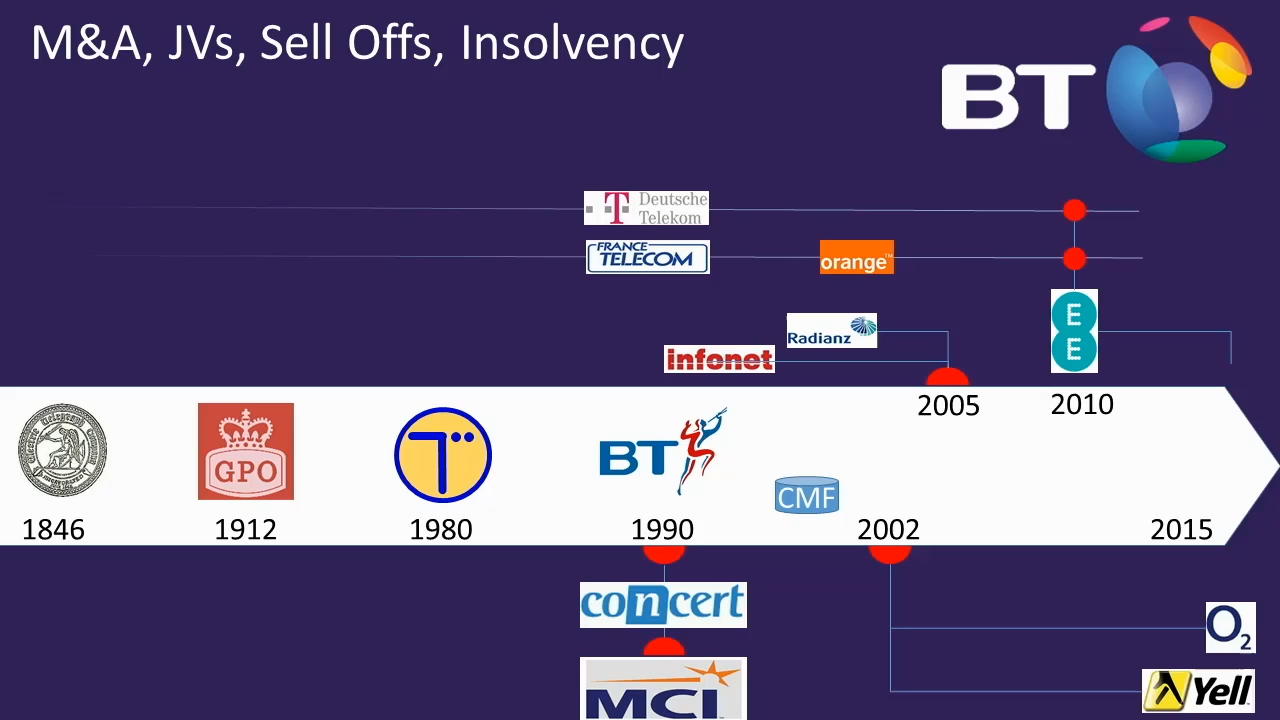 M&A, JVs, Sell Offs, Insolvency
BT
Deutsche
Telekom
FRANCE
TELECOM
orange™
Radianz
infonet
E
E
2005
2010
GPO
T
BT
CMF
1846
1912
1980
1990
2002
2015
concert
MCI
O2
Yell